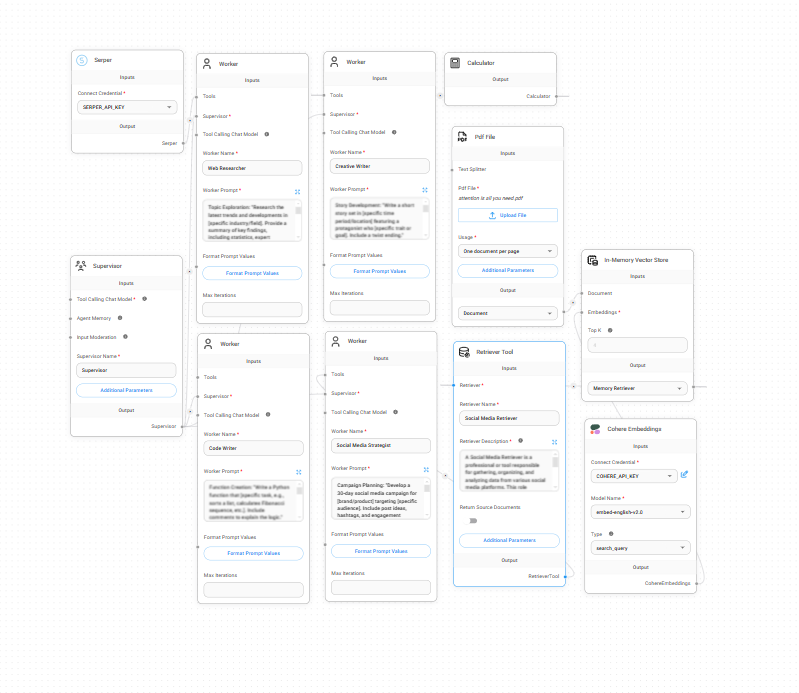 Serper
Inputs
Connect Credential *
SERPER_API_KEY
Output
Serper
Worker
Inputs
Tools
Supervisor *
Tool Calling Chat Model
Worker Name *
Web Researcher
Worker Prompt *
Topic Exploration: "Research the
latest trends and developments in
[specific industry/field]. Provide a
summary of key findings,
including statistics, expert
Format Prompt Values
Format Prompt Values
Max Iterations
Worker
Inputs
Tools
Supervisor *
Tool Calling Chat Model
Worker Name *
Creative Writer
Worker Prompt *
Story Development: "Write a short
story set in [specific time
period/location] featuring a
protagonist who [specific trait or
goal]. Include a twist ending."
Format Prompt Values
Format Prompt Values
Max Iterations
Calculator
Output
Calculator
Pdf File
Inputs
Text Splitter
Pdf File *
attention is all you need.pdf
Upload File
Usage *
One document per page
Additional Parameters
Output
Document
Supervisor
Inputs
Tool Calling Chat Model *
Agent Memory
Input Moderation
Supervisor Name *
Supervisor
Additional Parameters
Output
Supervisor
Worker
Inputs
Tools
Supervisor *
Tool Calling Chat Model
Worker Name *
Code Writer
Worker Prompt *
Function Creation: "Write a Python
function that [specific task, e.g.,
sorts a list, calculates Fibonacci
sequence, etc.]. Include
comments to explain the logic."
Format Prompt Values
Format Prompt Values
Max Iterations
Worker
Inputs
Tools
Supervisor *
Tool Calling Chat Model
Worker Name *
Social Media Strategist
Worker Prompt *
Campaign Planning: "Develop a
30-day social media campaign for
[brand/product] targeting [specific
audience]. Include post ideas,
hashtags, and engagement
Format Prompt Values
Format Prompt Values
Max Iterations
Retriever Tool
Inputs
Retriever *
Retriever Name *
Social Media Retriever
Retriever Description *
A Social Media Retriever is a
professional or tool responsible
for gathering, organizing, and
analyzing data from various social
media platforms. This role
Return Source Documents
Additional Parameters
Output
RetrieverTool
In-Memory Vector Store
Inputs
Document
Embeddings *
Top K
4
Output
Memory Retriever
Cohere Embeddings
Inputs
Connect Credential *
COHERE_API_KEY
Model Name *
embed-english-v2.0
Type
search_query
Output
CohereEmbeddings